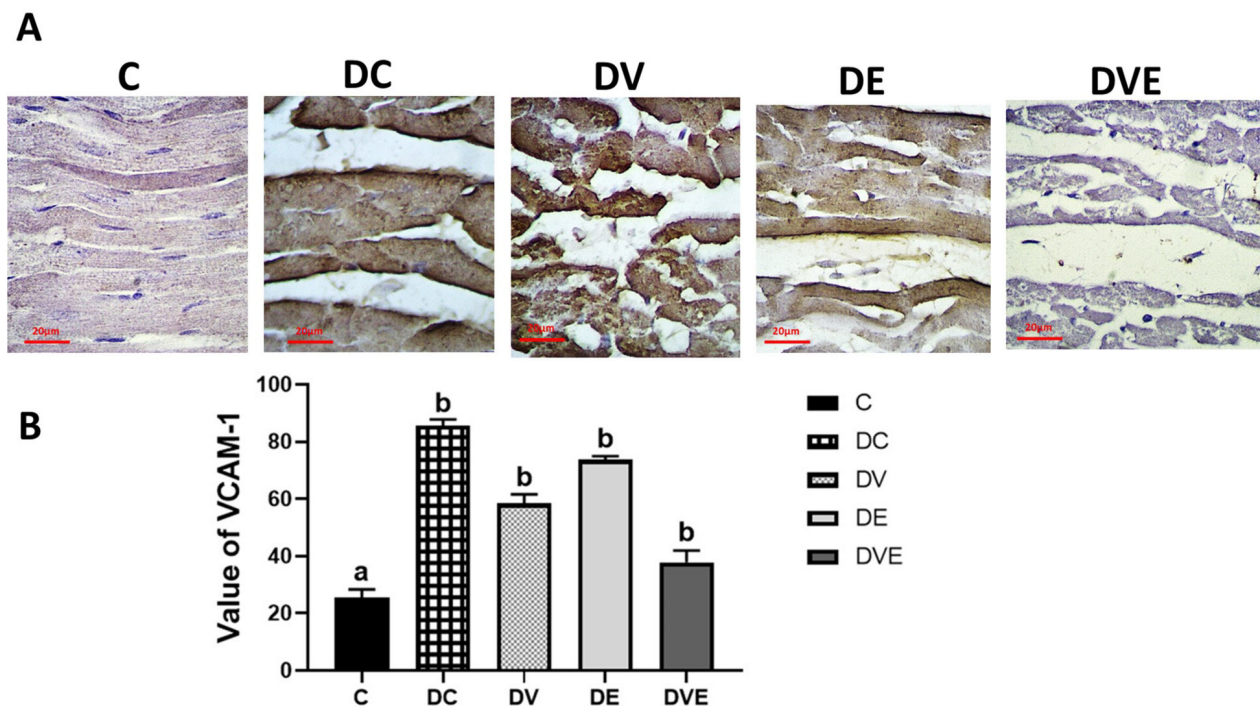 A
C DC DV DE DVE
20μm 20μm 20μm 20μm 20μm
B
Value of VCAM-1
100
80
60
40
20
0
a b b b b
C DC DV DE DVE
C
DC
DV
DE
DVE